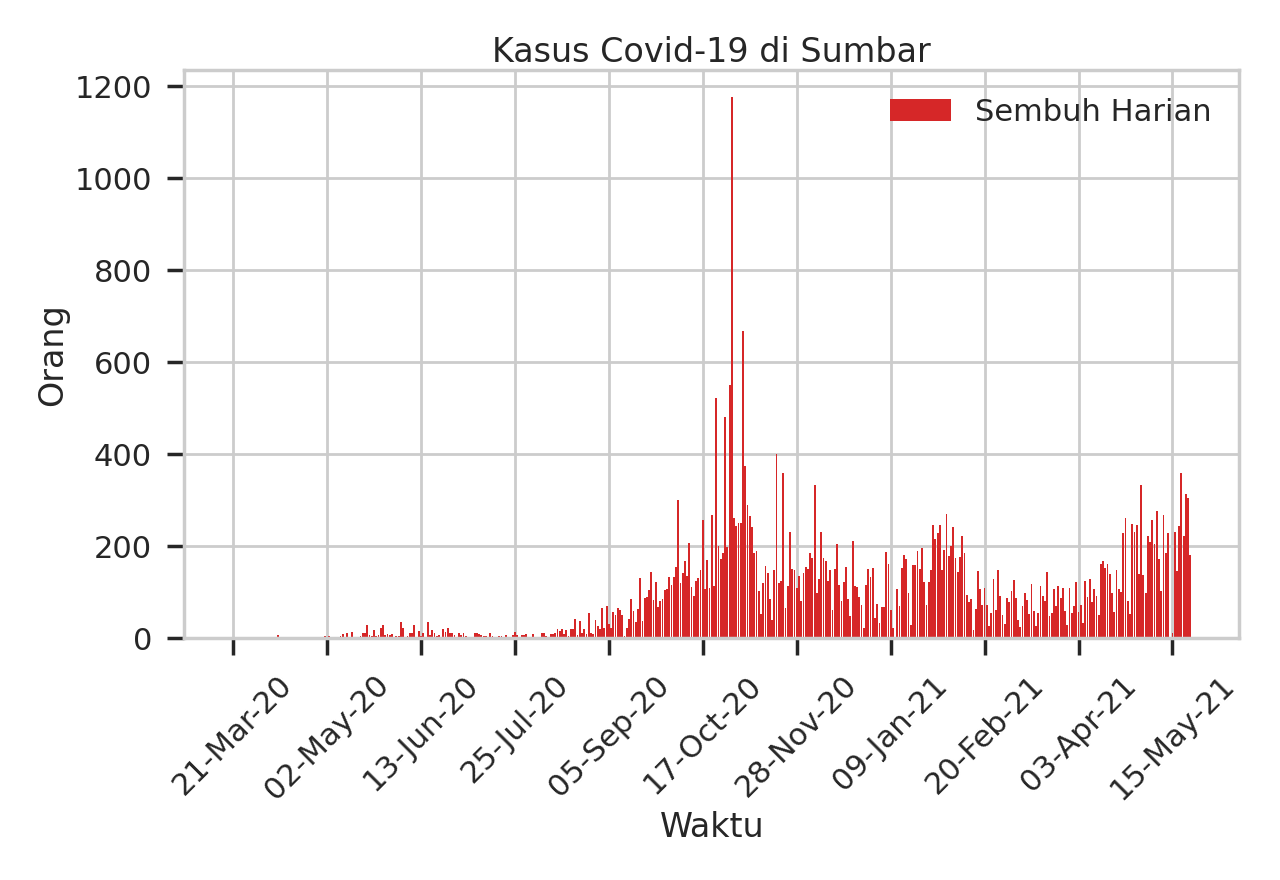 Kasus Covid-19 di Sumbar
Sembuh Harian
Orang
1200
1000
800
600
400
200
0
21-Mar-20
02-May-20
13-Jun-20
25-Jul-20
05-Sep-20
17-Oct-20
28-Nov-20
09-Jan-21
20-Feb-21
03-Apr-21
15-May-21
Waktu